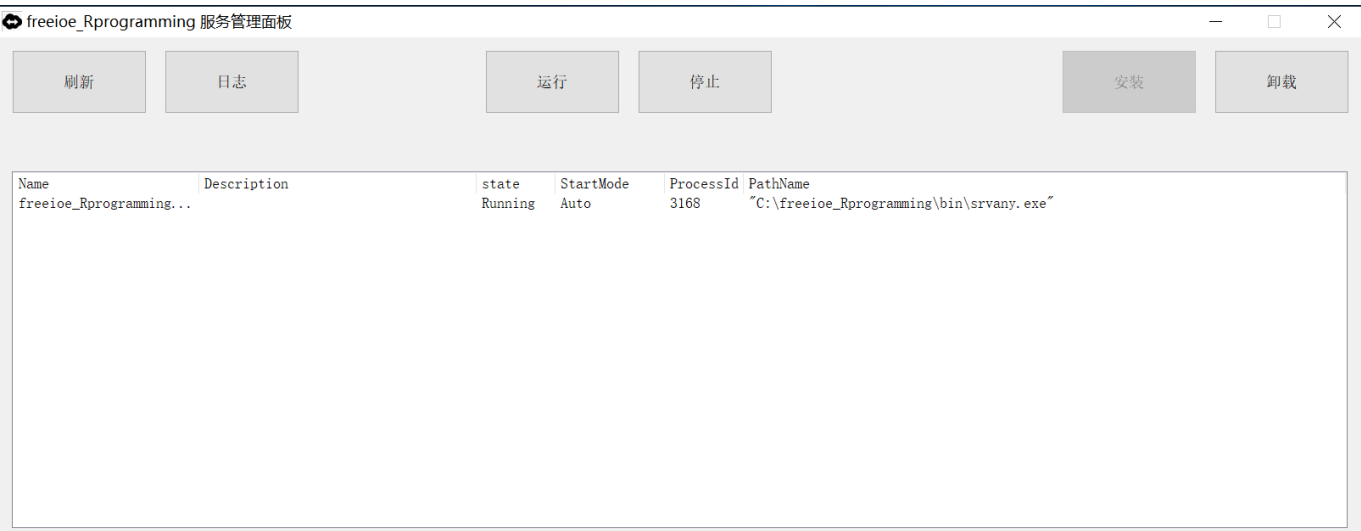 freeioe_Rprogramming 服务管理面板
刷新 日志 运行 停止 安装 卸载
Name Description state StartMode ProcessId PathName
freeioe_Rprogramming... Running Auto 3168 "C:\freeioe_Rprogramming\bin\srvany.exe"